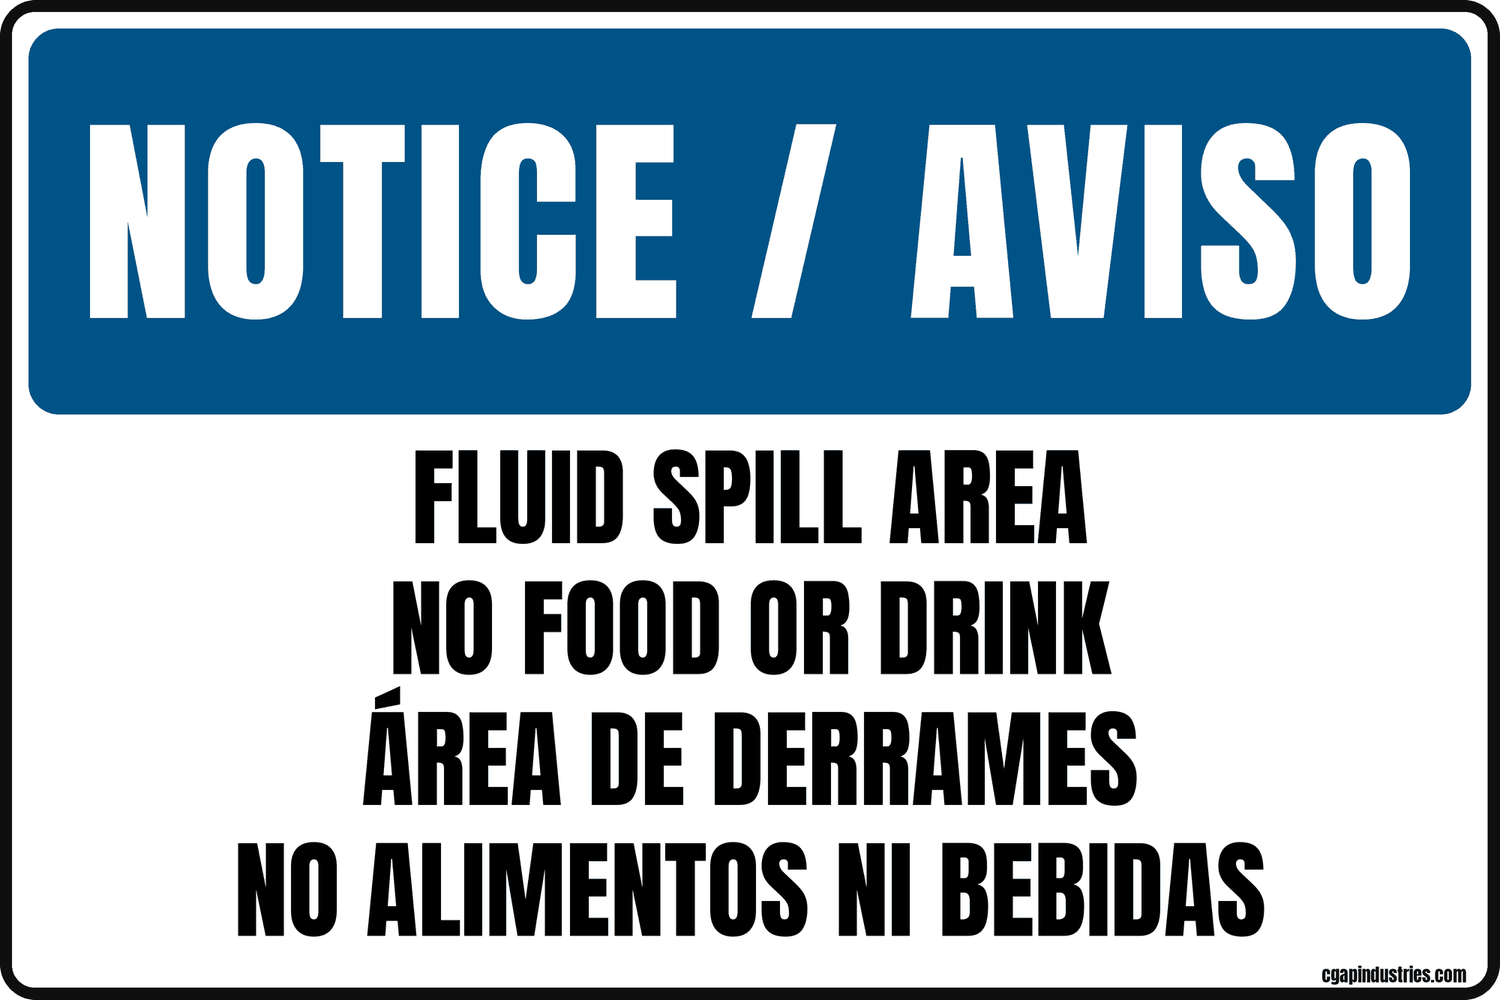 NOTICE / AVISO
FLUID SPILL AREA
NO FOOD OR DRINK
ÁREA DE DERRAMES
NO ALIMENTOS NI BEBIDAS
cgapindustries.com